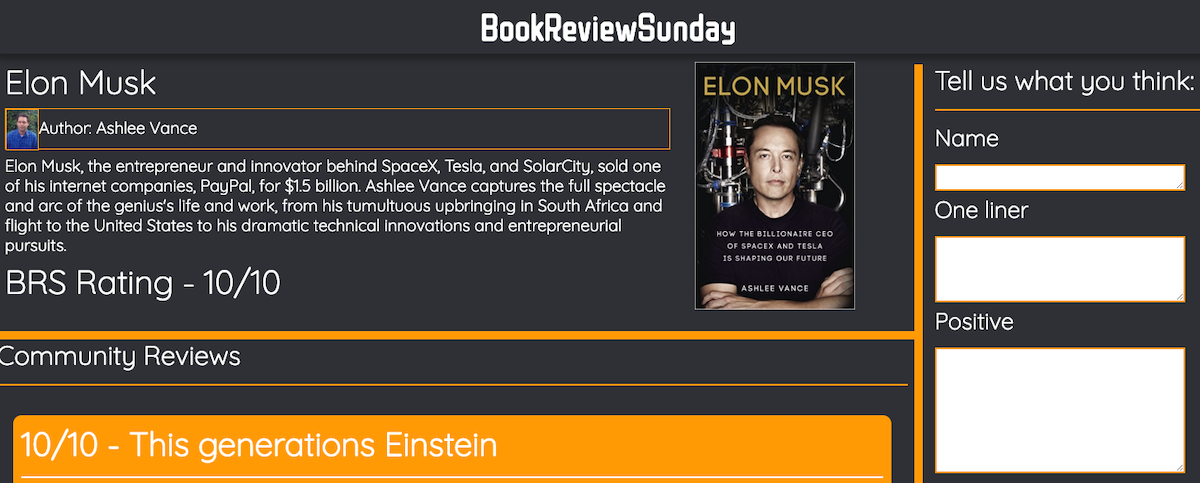 BookReviewSunday
Elon Musk
Author: Ashlee Vance
Elon Musk, the entrepreneur and innovator behind SpaceX, Tesla, and SolarCity, sold one
of his internet companies, PayPal, for $1.5 billion. Ashlee Vance captures the full spectacle
and arc of the genius's life and work, from his tumultuous upbringing in South Africa and
flight to the United States to his dramatic technical innovations and entrepreneurial
pursuits.
BRS Rating - 10/10
ELON MUSK
HOW THE BILLIONAIRE CEO
OF SPACEX AND TESLA
IS SHAPING OUR FUTURE
ASHLEE VANCE
Community Reviews
10/10 - This generations Einstein
Tell us what you think:
Name
One liner
Positive